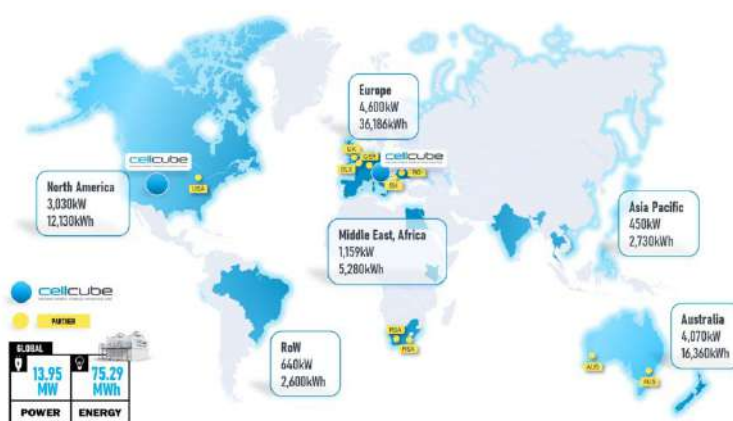 Europe
4,600kW
36,186kWh
cellcube
cellcube
USA
North America
3,030kW
12,130kWh
Asia Pacific
450kW
2,730kWh
Middle East, Africa
1,159kW
5,280kWh
cellcube
PARTNER
GLOBAL
13.95
MW
75.29
MWh
POWER
ENERGY
RoW
640kW
2,600kWh
RSA
RSA
Australia
4,070kW
16,360kWh
AUS
AUS